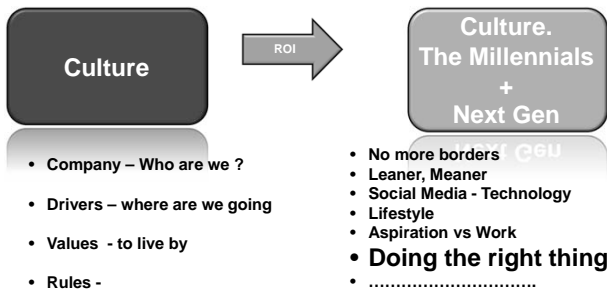 Culture
ROI
Culture.
The Millennials
+
Next Gen
• Company – Who are we ?
• Drivers – where are we going
• Values - to live by
• Rules -
• No more borders
• Leaner, Meaner
• Social Media - Technology
• Lifestyle
• Aspiration vs Work
• Doing the right thing
• ................................